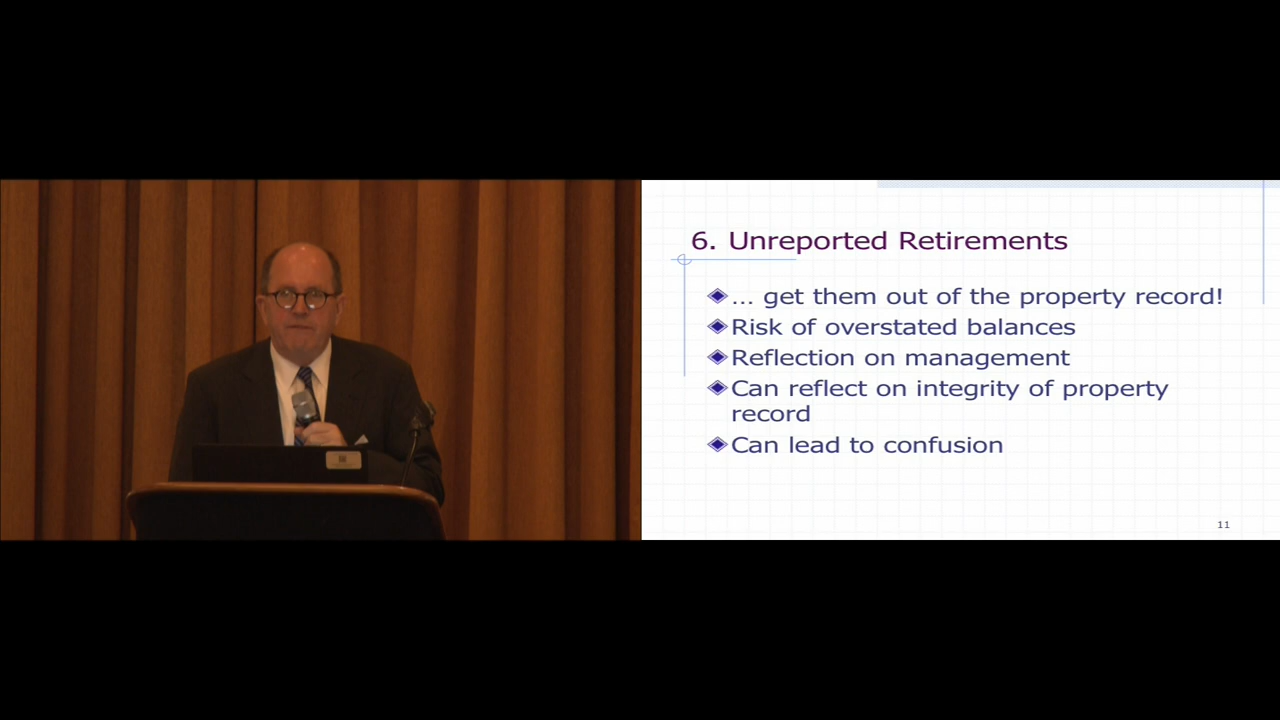 6. Unreported Retirements
... get them out of the property record!
Risk of overstated balances
Reflection on management
Can reflect on integrity of property
record
Can lead to confusion
11